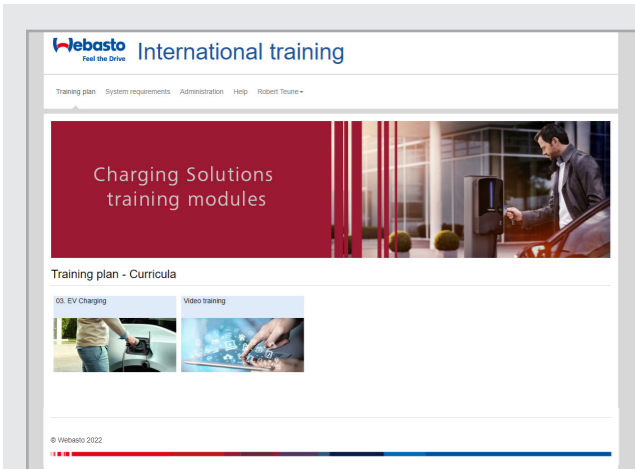 Webasto
Feel the Drive
International training
Training plan System requirements Administration Help Robert Teune
Charging Solutions
training modules
Training plan - Curricula
03. EV Charging
Video training
© Webasto 2022